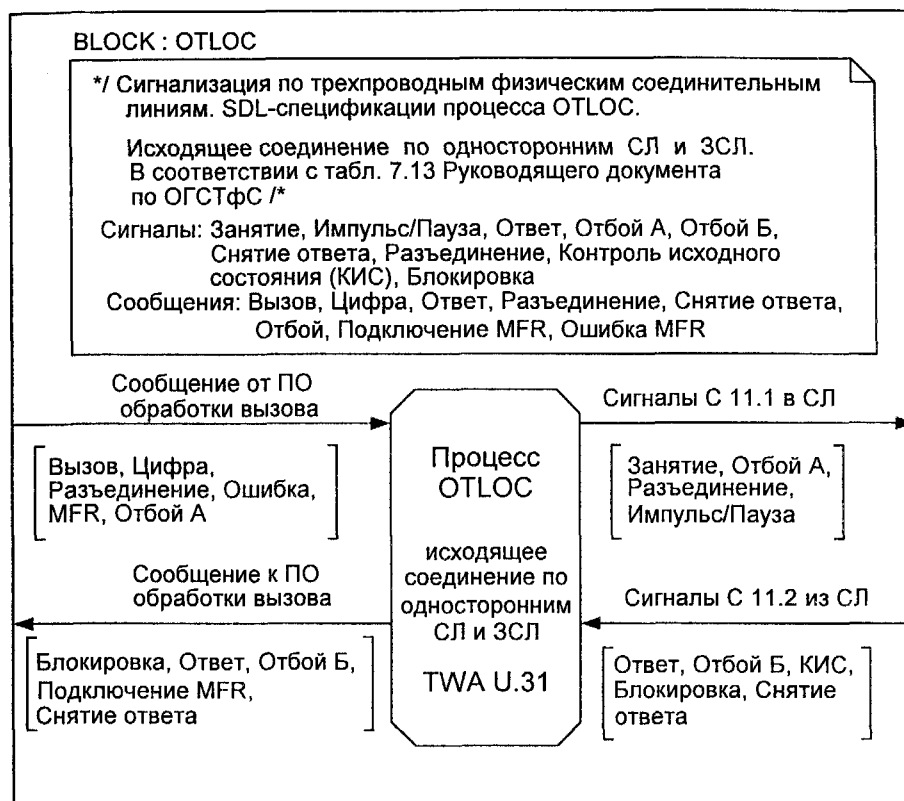 BLOCK : OTLOC
*/ Сигнализация по трехпроводным физическим соединительным
линиям. SDL-спецификации процесса OTLOC.
Исходящее соединение по односторонним СЛ и ЗСЛ.
В соответствии с табл. 7.13 Руководящего документа
по ОГСТфС /*
Сигналы: Занятие, Импульс/Пауза, Ответ, Отбой А, Отбой Б,
Снятие ответа, Разъединение, Контроль исходного
состояния (КИС), Блокировка
Сообщения: Вызов, Цифра, Ответ, Разъединение, Снятие ответа,
Отбой, Подключение MFR, Ошибка MFR
Сообщение от ПО
обработки вызова
Вызов, Цифра,
Разъединение, Ошибка,
MFR, Отбой А
Сообщение к ПО
обработки вызова
Блокировка, Ответ, Отбой Б,
Подключение MFR,
Снятие ответа
Процесс
OTLOC
исходящее
соединение по
односторонним
СЛ и ЗСЛ
TWA U.31
Сигналы С 11.1 в СЛ
Занятие, Отбой А,
Разъединение,
Импульс/Пауза
Сигналы С 11.2 из СЛ
Ответ, Отбой Б, КИС,
Блокировка, Снятие
ответа